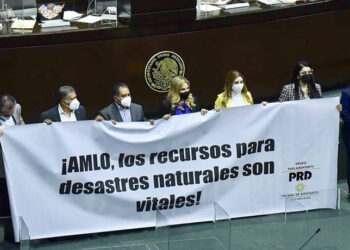 ¡AMLO, los recursos para
desastres naturales son
vitales!
GRUPO
PARLAMENTARIO
PRD
CÁMARA DE DIPUTADOS